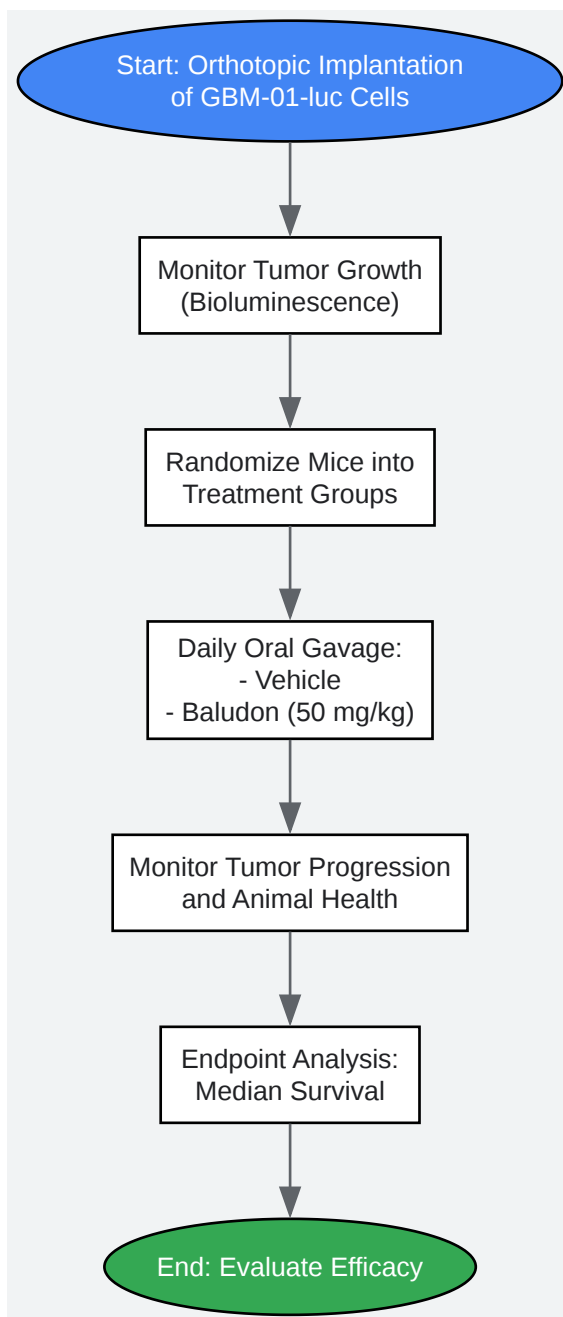 Start: Orthotopic Implantation
of GBM-01-luc Cells
Monitor Tumor Growth
(Bioluminescence)
Randomize Mice into
Treatment Groups
Daily Oral Gavage:
- Vehicle
- Baludon (50 mg/kg)
Monitor Tumor Progression
and Animal Health
Endpoint Analysis:
Median Survival
End: Evaluate Efficacy